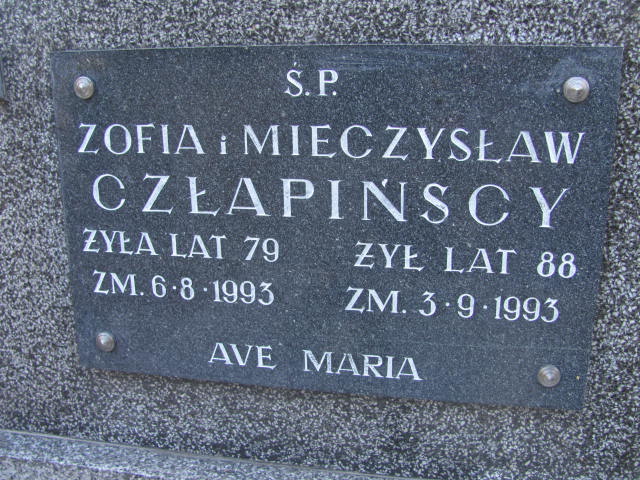 Ś.P.
ZOFIA i MIECZYSŁAW
CZŁAPIŃSCY
ŻYŁA LAT 79 ŻYŁ LAT 88
ZM. 6·8·1993 ZM. 3·9·1993
AVE MARIA